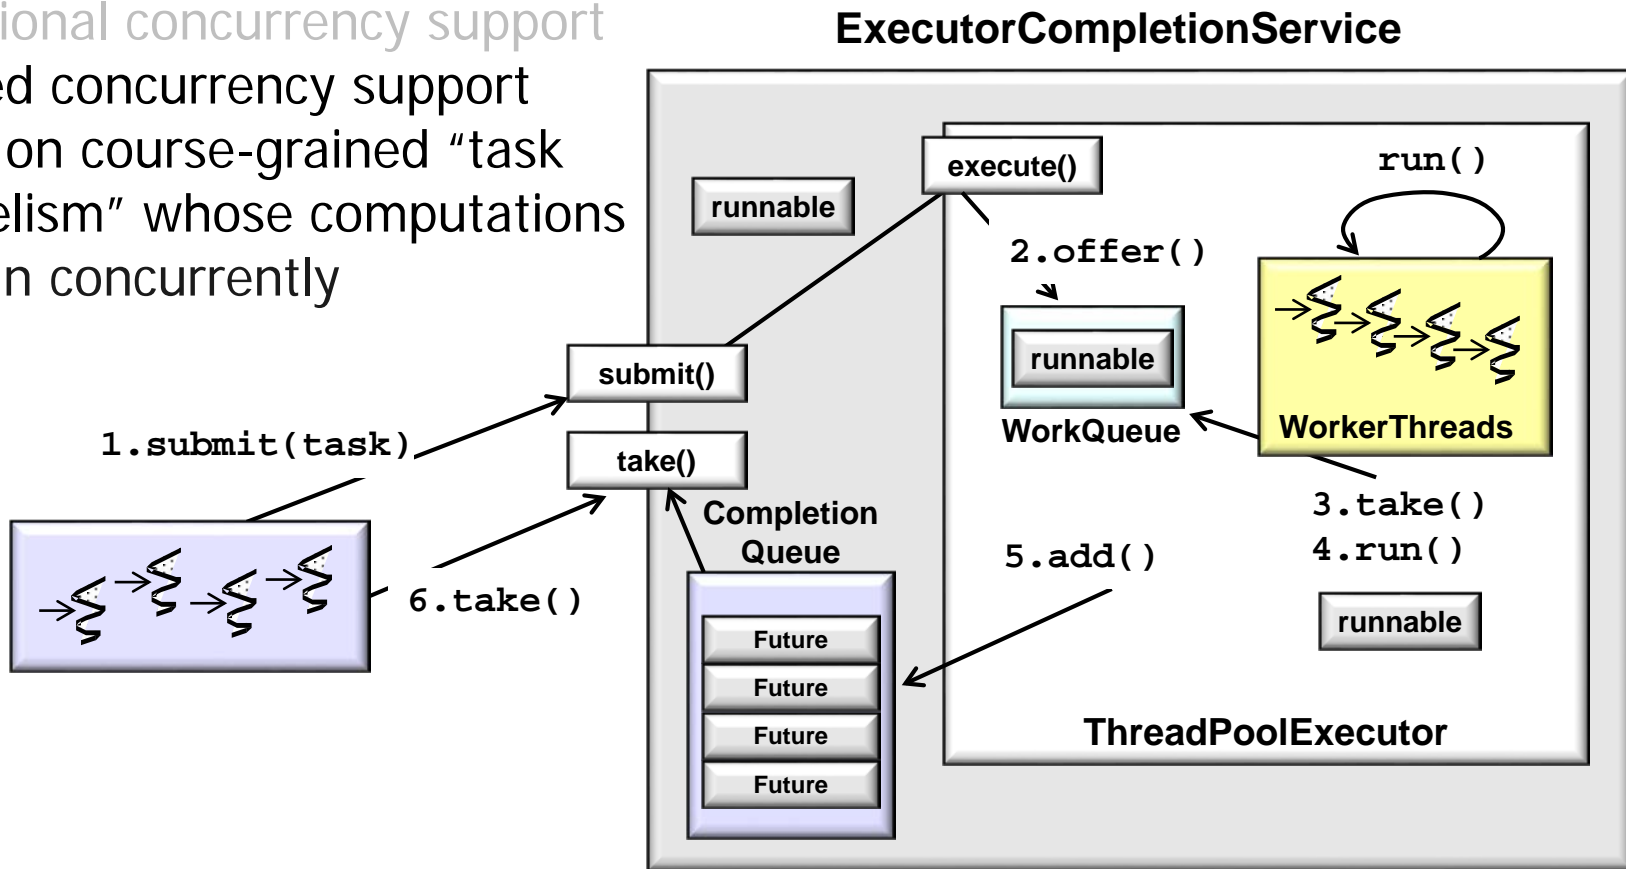 ional concurrency support
ed concurrency support
on course-grained “task
elism” whose computations
n concurrently
ExecutorCompletionService
execute()
run()
runnable
2.offer()
runnable
submit()
WorkQueue
WorkerThreads
1.submit(task)
take()
3.take()
4.run()
Completion
Queue
5.add()
6.take()
runnable
Future
Future
Future
Future
ThreadPoolExecutor